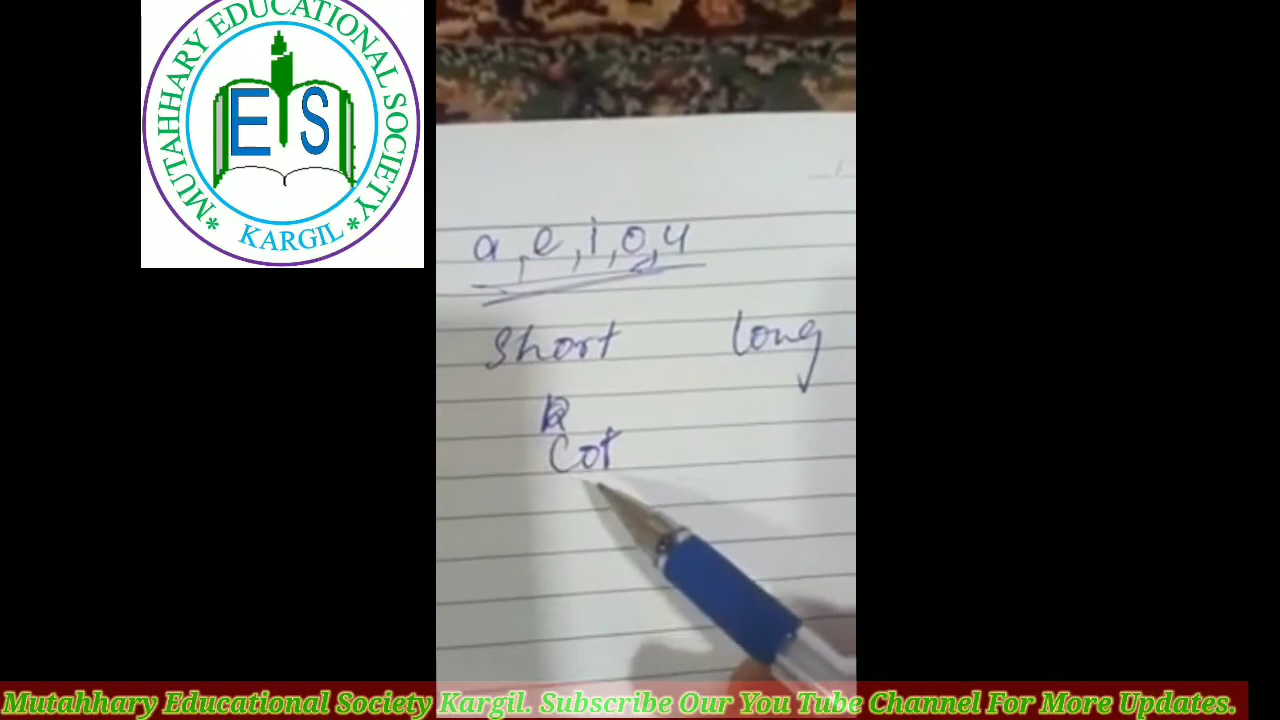 MUTAHHARY EDUCATIONAL SOCIETY
EIS
* KARGIL *
a, e, i, o, u
Short long
Cot
Mutahhary Educational Society Kargil. Subscribe Our You Tube Channel For More Updates.